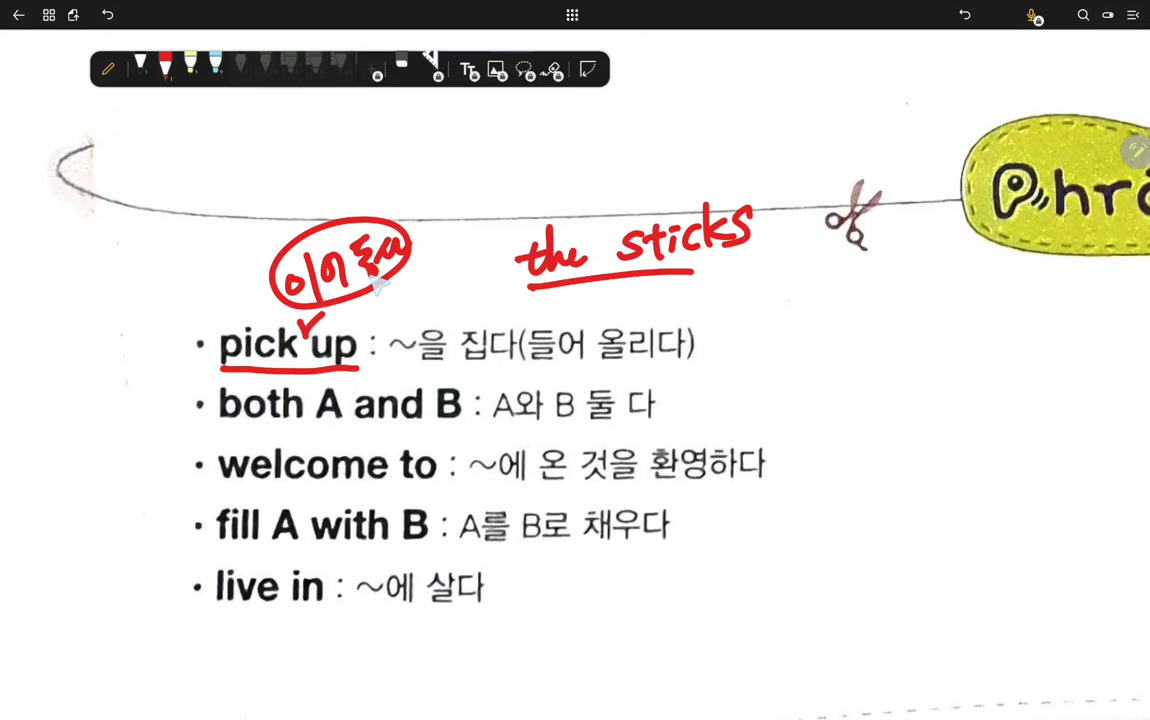 Phra
the sticks
이어동사
• pick up : ~을 집다(들어 올리다)
• both A and B : A와 B 둘 다
• welcome to : ~에 온 것을 환영하다
• fill A with B : A를 B로 채우다
• live in : ~에 살다